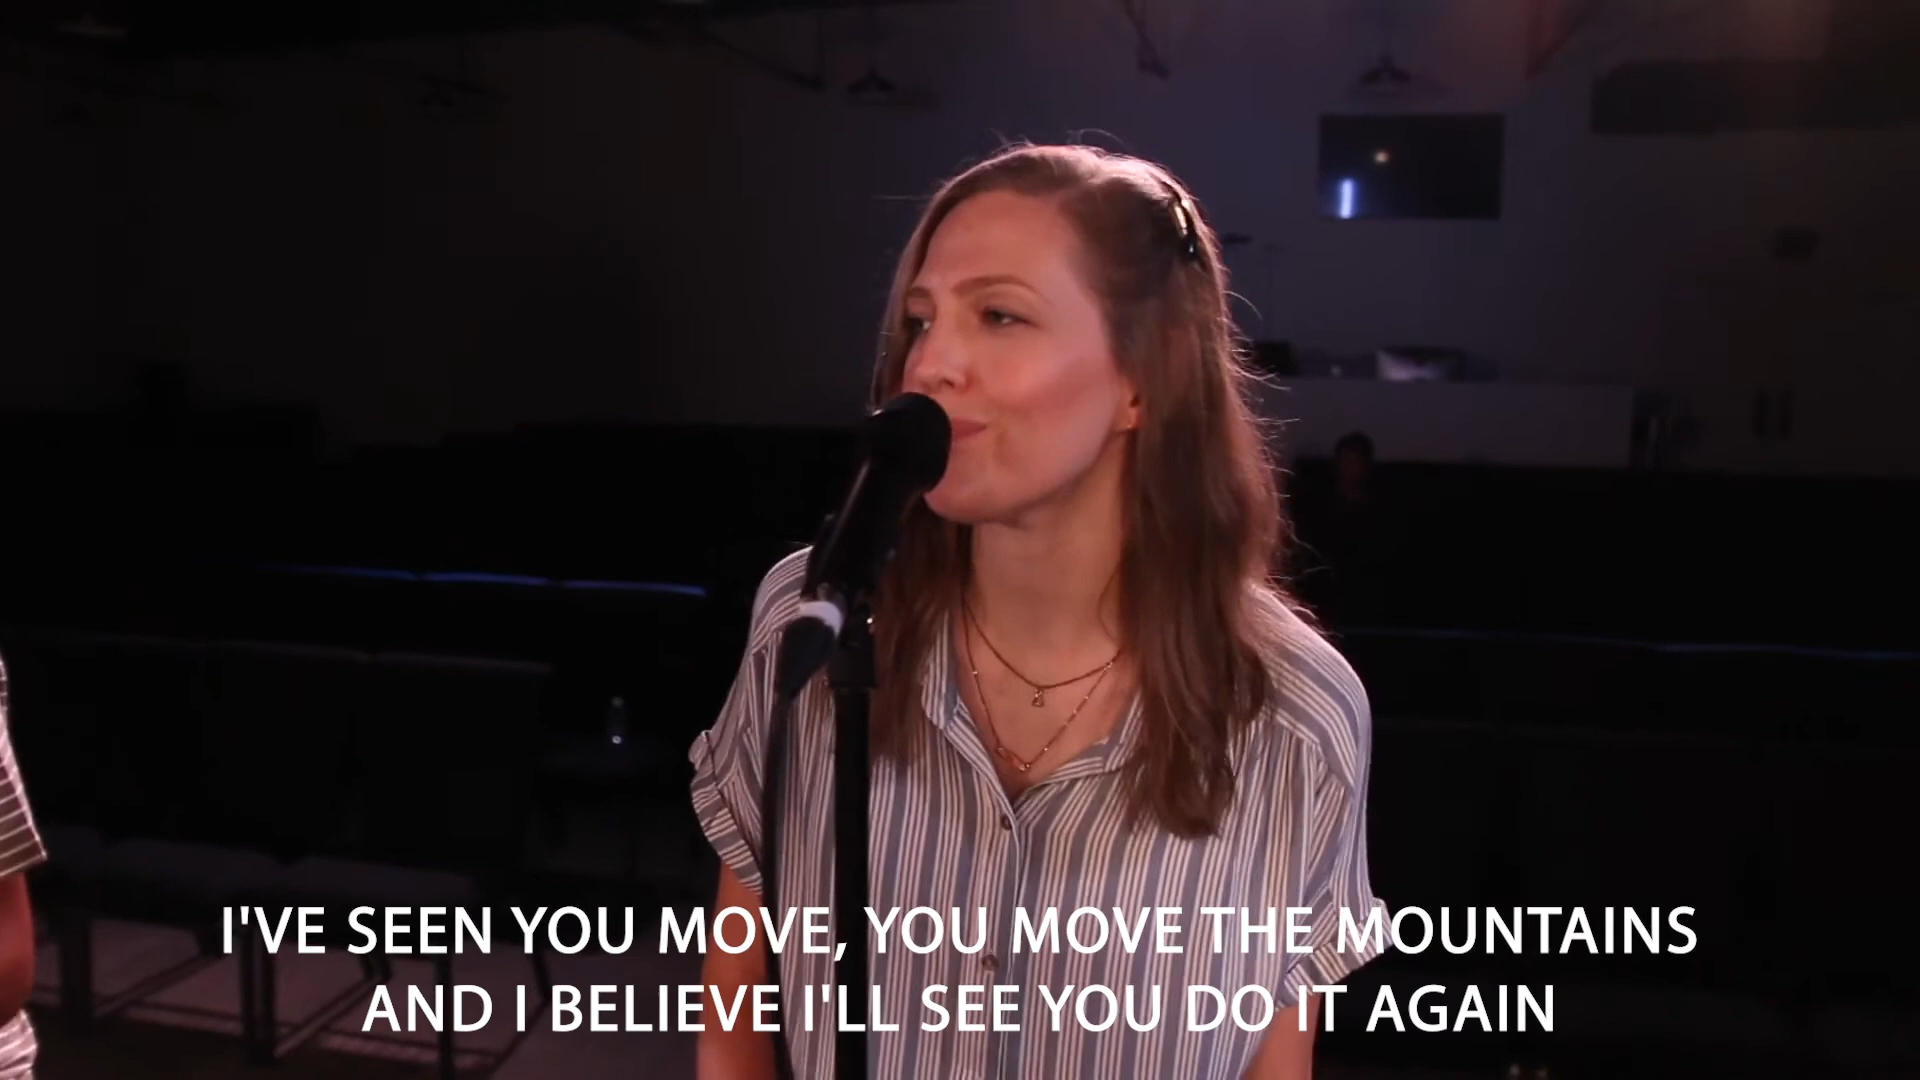 I'VE SEEN YOU MOVE, YOU MOVE THE MOUNTAINS
AND I BELIEVE I'LL SEE YOU DO IT AGAIN